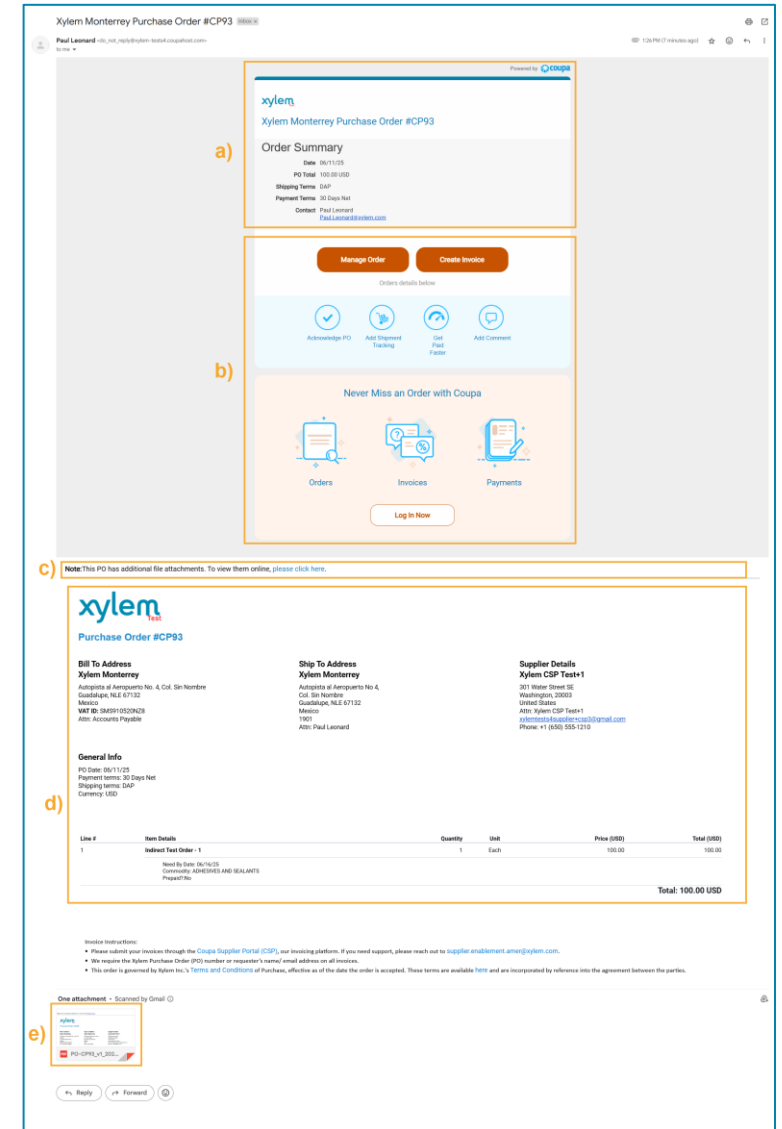 Xylem Monterrey Purchase Order #CP93 Inbox ×
Paul Leonard <do_not_reply@xylem-tests4.coupahost.com>
1:26 PM (7 minutes ago)
to me
Powered by coupa
xylem
Xylem Monterrey Purchase Order #CP93
a)
Order Summary
Date 06/11/25
PO Total 100.00 USD
Shipping Terms DAP
Payment Terms 30 Days Net
Contact Paul Leonard
Manage Order
Create Invoice
Orders details below
Acknowledge PO
Add Shipment Tracking
Get Paid Faster
Add Comment
b)
Never Miss an Order with Coupa
Orders
Invoices
Payments
Log In Now
c) Note:This PO has additional file attachments. To view them online, please click here.
xylem
Test
Purchase Order #CP93
Bill To Address
Xylem Monterrey
Autopista al Aeropuerto No. 4, Col. Sin Nombre
Guadalupe, NLE 67132
Mexico
VAT ID: SMS910520NZ8
Attn: Accounts Payable
Ship To Address
Xylem Monterrey
Autopista al Aeropuerto No 4,
Col. Sin Nombre
Guadalupe, NLE 67132
Mexico
1901
Attn: Paul Leonard
Supplier Details
Xylem CSP Test+1
301 Water Street SE
Washington, 20003
United States
Attn: Xylem CSP Test+1
xylemtests4supplier+csp3@gmail.com
Phone: +1 (650) 555-1210
General Info
PO Date: 06/11/25
Payment terms: 30 Days Net
Shipping terms: DAP
Currency: USD
d)
Line # Item Details Quantity Unit Price (USD) Total (USD)
1 Indirect Test Order - 1 1 Each 100.00 100.00
Need By Date: 06/16/25
Commodity: ADHESIVES AND SEALANTS
Prepaid?:No
Total: 100.00 USD
Invoice Instructions:
• Please submit your invoices through the Coupa Supplier Portal (CSP), our invoicing platform. If you need support, please reach out to supplier.enablement.amer@xylem.com.
• We require the Xylem Purchase Order (PO) number or requester's name/ email address on all invoices.
• This order is governed by Xylem Inc.'s Terms and Conditions of Purchase, effective as of the date the order is accepted. These terms are available here and are incorporated by reference into the agreement between the parties.
One attachment • Scanned by Gmail
e)
xylem
PDF PO-CP93_v1_202...
Reply
Forward